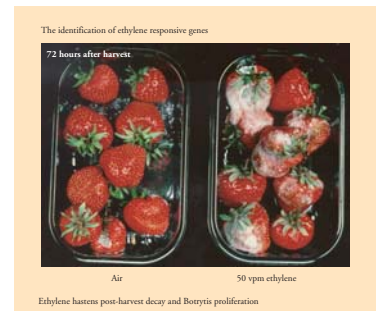 The identification of ethylene responsive genes
72 hours after harvest
Air 50 vpm ethylene
Ethylene hastens post-harvest decay and Botrytis proliferation